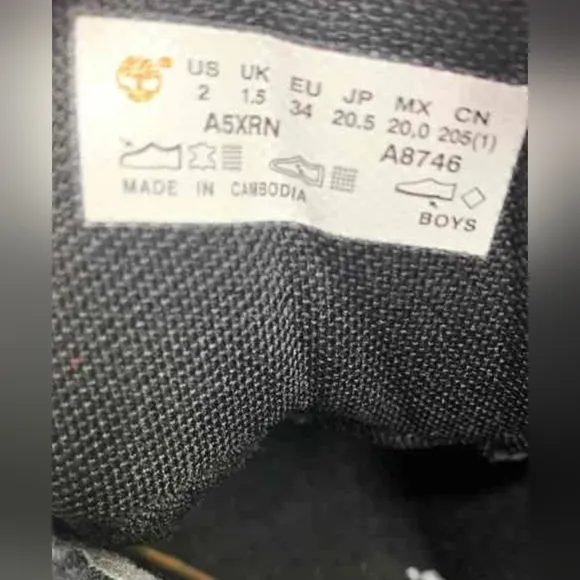 US UK EU JP MX CN
2 1.5 34 20.5 20.0 205(1)
A5XRN A8746
MADE IN CAMBODIA BOYS